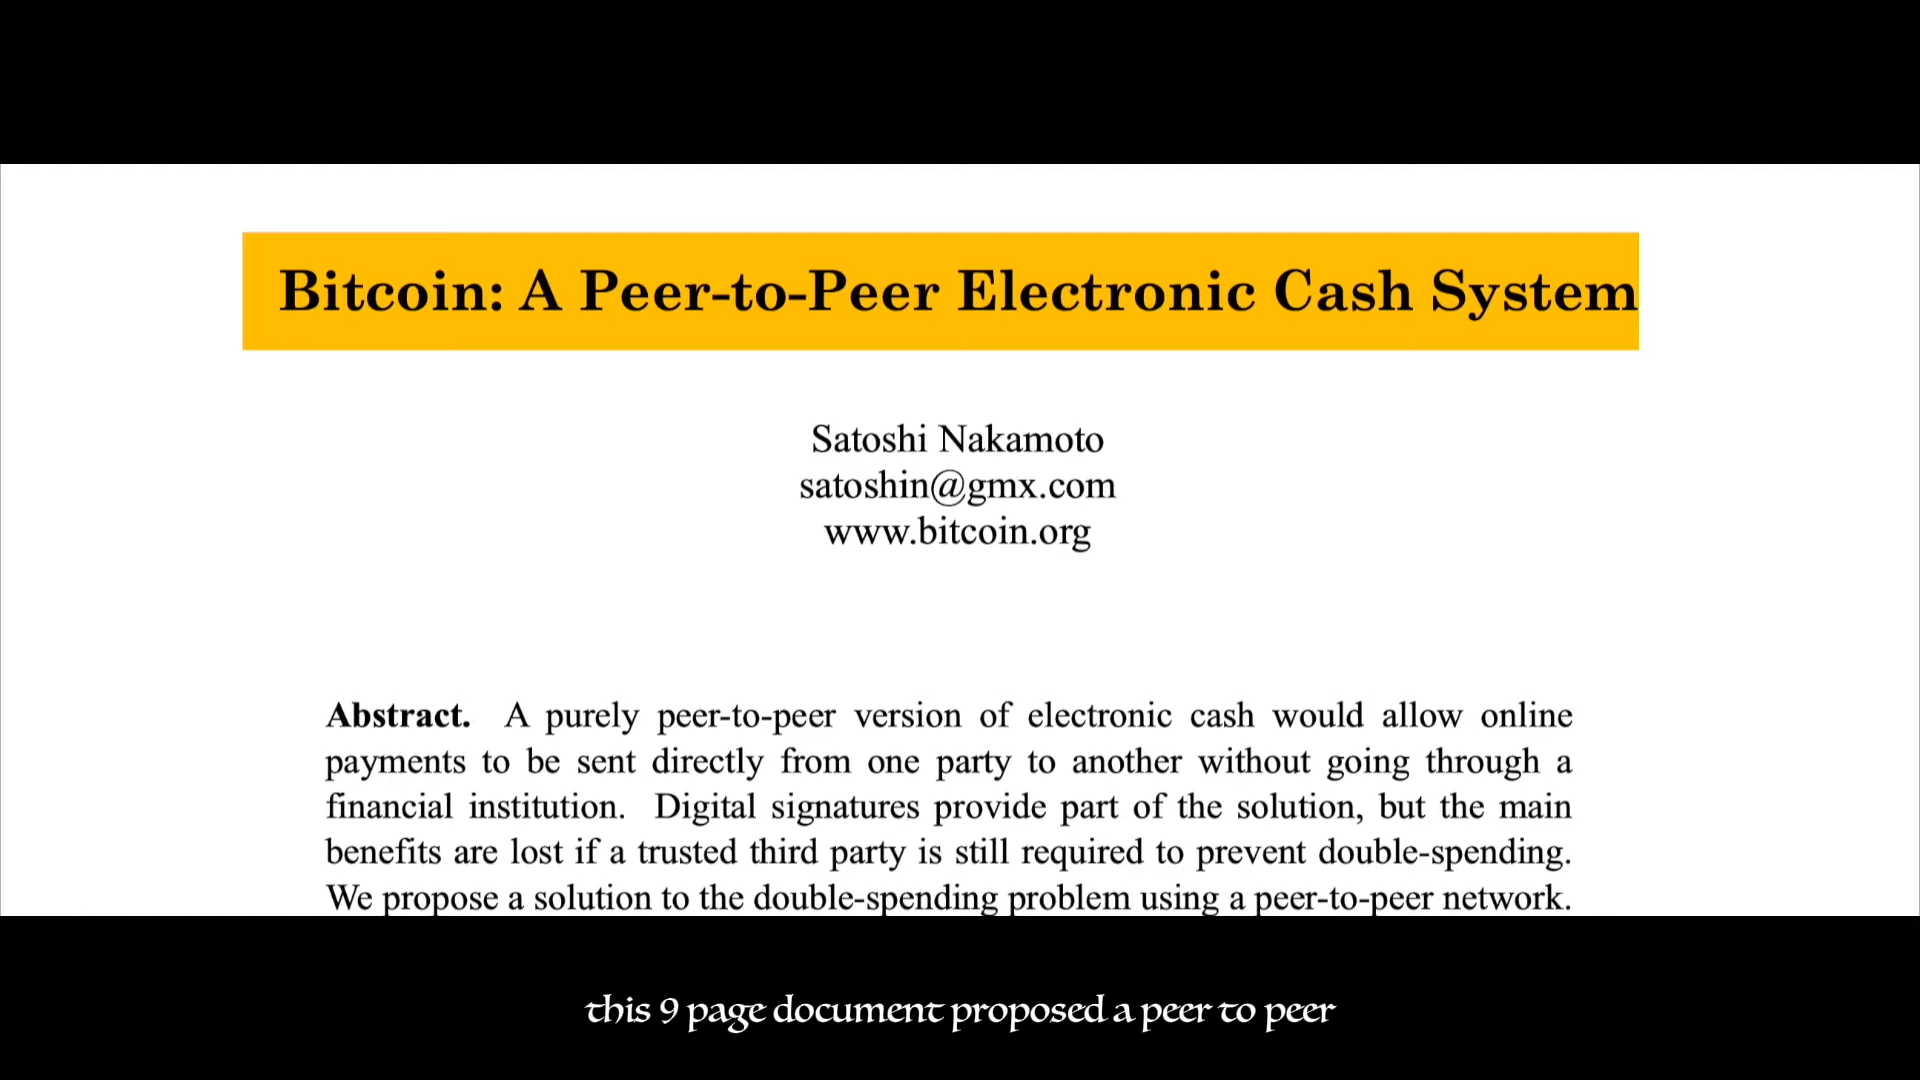 Bitcoin: A Peer-to-Peer Electronic Cash System
Satoshi Nakamoto
satoshin@gmx.com
www.bitcoin.org
Abstract. A purely peer-to-peer version of electronic cash would allow online
payments to be sent directly from one party to another without going through a
financial institution. Digital signatures provide part of the solution, but the main
benefits are lost if a trusted third party is still required to prevent double-spending.
We propose a solution to the double-spending problem using a peer-to-peer network.
this 9 page document proposed a peer to peer